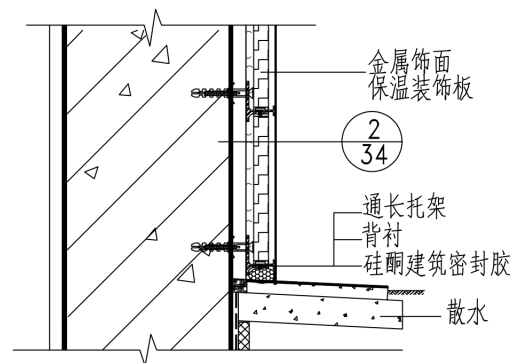 金属饰面
保温装饰板
2
34
通长托架
背衬
硅酮建筑密封胶
散水